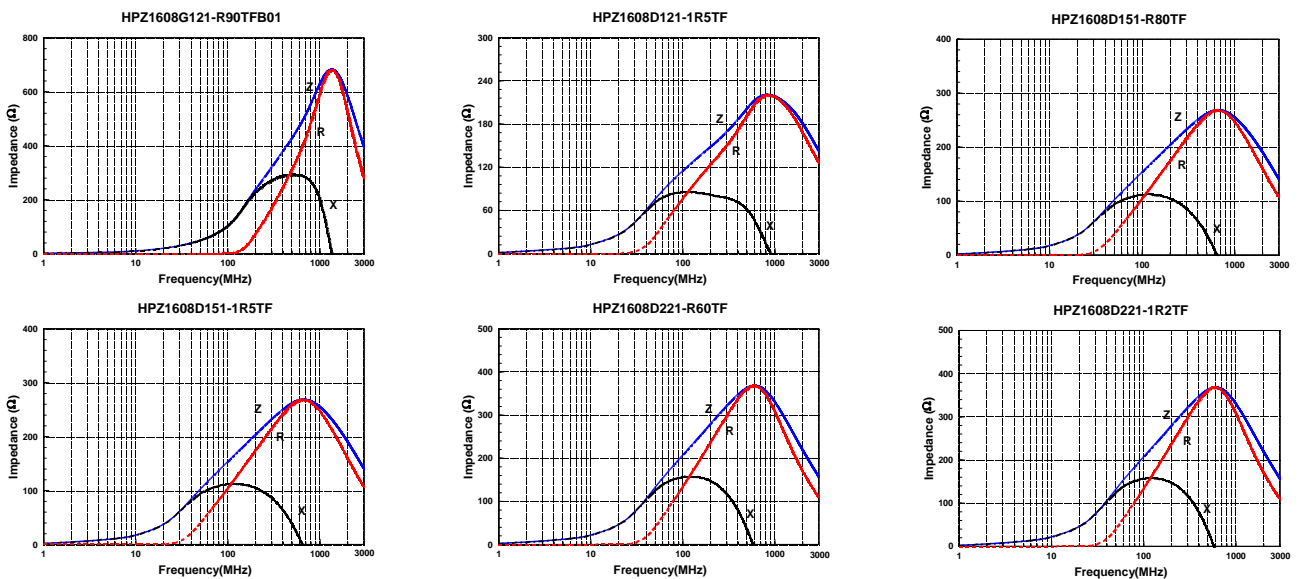 HPZ1608G121-R90TFB01
800
600
400
200
0
Impedance (Ω)
Z
R
X
1
10
100
1000
3000
Frequency(MHz)
HPZ1608D121-1R5TF
300
240
180
120
60
0
Impedance (Ω)
Z
R
X
1
10
100
1000
3000
Frequency(MHz)
HPZ1608D151-R80TF
400
300
200
100
0
Impedance (Ω)
Z
R
X
1
10
100
1000
3000
Frequency(MHz)
HPZ1608D151-1R5TF
400
300
200
100
0
Impedance (Ω)
Z
R
X
1
10
100
1000
3000
Frequency(MHz)
HPZ1608D221-R60TF
500
400
300
200
100
0
Impedance (Ω)
Z
R
X
1
10
100
1000
3000
Frequency(MHz)
HPZ1608D221-1R2TF
500
400
300
200
100
0
Impedance (Ω)
Z
R
X
1
10
100
1000
3000
Frequency(MHz)